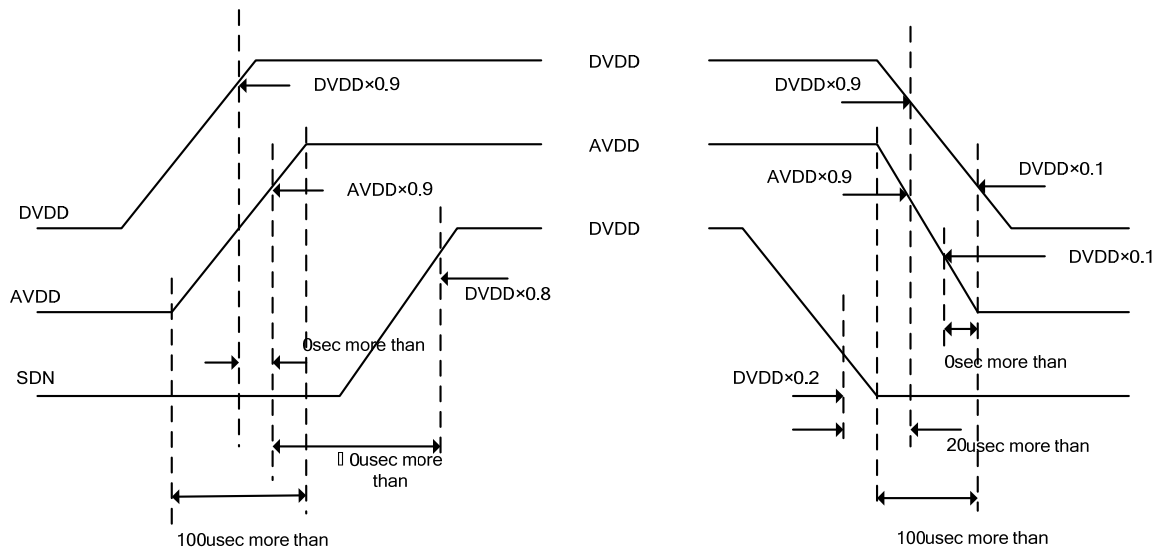 DVDD
DVDD×0.9
DVDD×0.9
AVDD
DVDD×0.1
AVDD×0.9
AVDD×0.9
DVDD
DVDD
DVDD×0.1
AVDD
DVDD×0.8
0sec more than
0sec more than
SDN
DVDD×0.2
20usec more than
0usec more
than
100usec more than
100usec more than